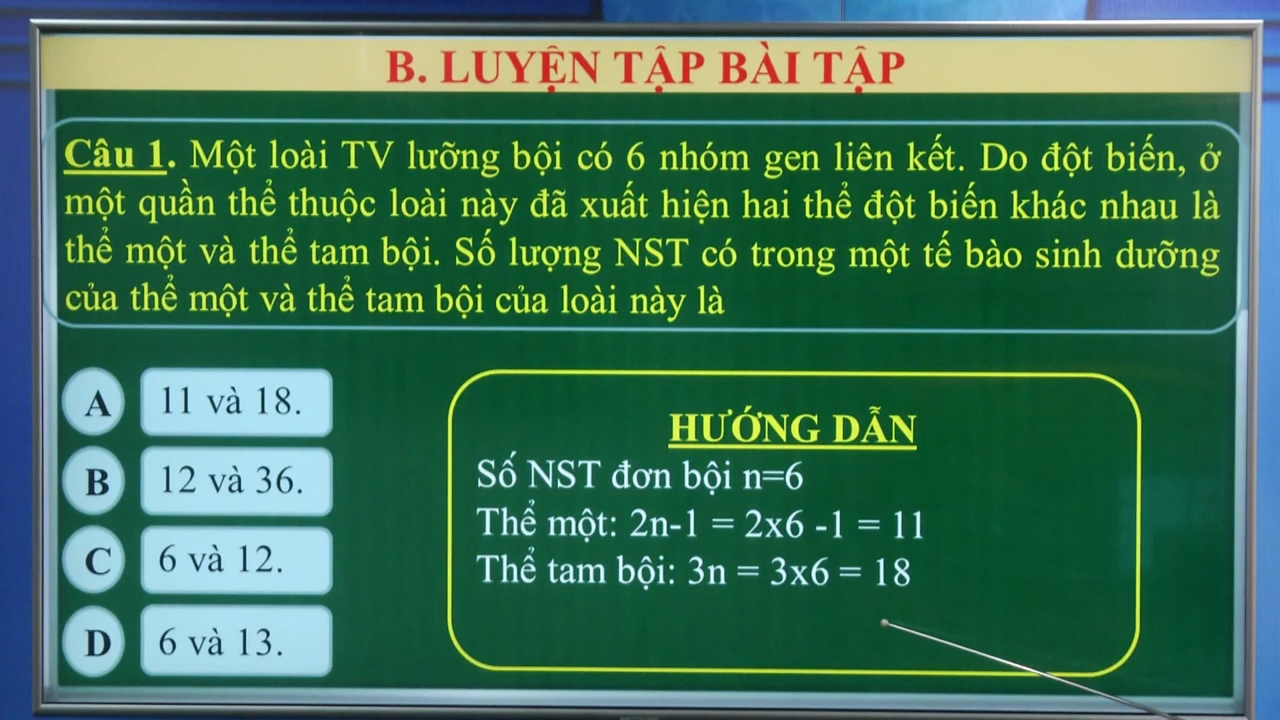 B. LUYỆN TẬP BÀI TẬP
Câu 1. Một loài TV lưỡng bội có 6 nhóm gen liên kết. Do đột biến, ở
một quần thể thuộc loài này đã xuất hiện hai thể đột biến khác nhau là
thể một và thể tam bội. Số lượng NST có trong một tế bào sinh dưỡng
của thể một và thể tam bội của loài này là
A 11 và 18.
B 12 và 36.
C 6 và 12.
D 6 và 13.
HƯỚNG DẪN
Số NST đơn bội n=6
Thể một: 2n-1 = 2x6 -1 = 11
Thể tam bội: 3n = 3x6 = 18